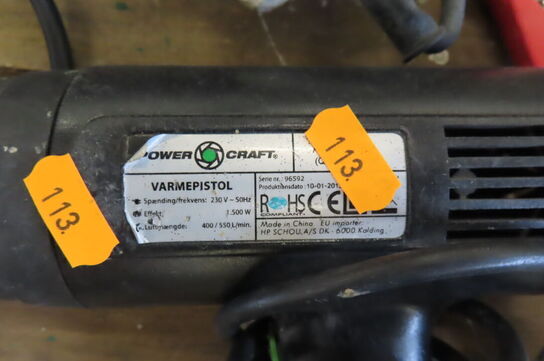 POWER CRAFT®
VARMEPISTOL
Spænding/frekvens: 230 V – 50Hz
Effekt: 1.500 W
Luftmængde: 400/550 L/min.
Serie nr.: 96592
Produktionsdato: 10-01-201
RoHS CE
COMPLIANT
Made in China. EU importer:
HP SCHOU A/S DK - 6000 Kolding.
113.
113.